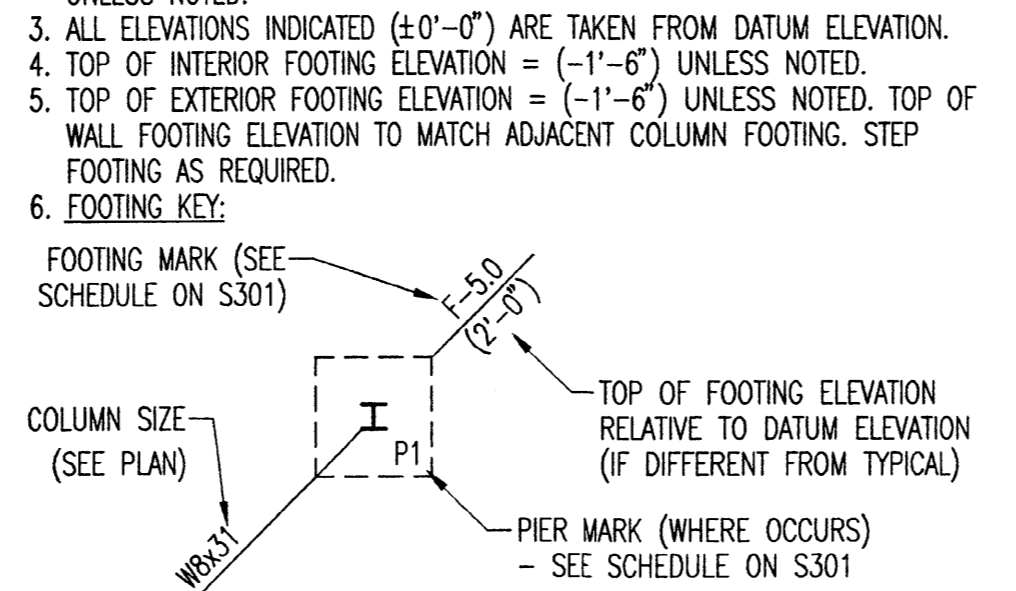 UNLESS NOTED.
3. ALL ELEVATIONS INDICATED (±0'-0") ARE TAKEN FROM DATUM ELEVATION.
4. TOP OF INTERIOR FOOTING ELEVATION = (-1'-6") UNLESS NOTED.
5. TOP OF EXTERIOR FOOTING ELEVATION = (-1'-6") UNLESS NOTED. TOP OF
WALL FOOTING ELEVATION TO MATCH ADJACENT COLUMN FOOTING. STEP
FOOTING AS REQUIRED.
6. FOOTING KEY:
FOOTING MARK (SEE
SCHEDULE ON S301)
F-5.0
(2'-0")
TOP OF FOOTING ELEVATION
RELATIVE TO DATUM ELEVATION
(IF DIFFERENT FROM TYPICAL)
COLUMN SIZE
(SEE PLAN)
P1
W8x31
PIER MARK (WHERE OCCURS)
- SEE SCHEDULE ON S301